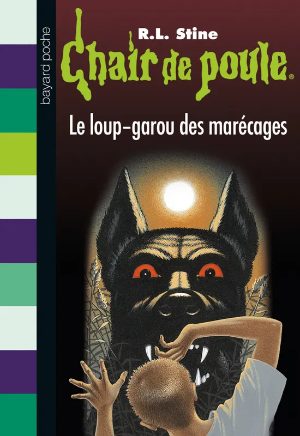 R.L. Stine
Chair de poule®
Le loup-garou des marécages
bayard poche